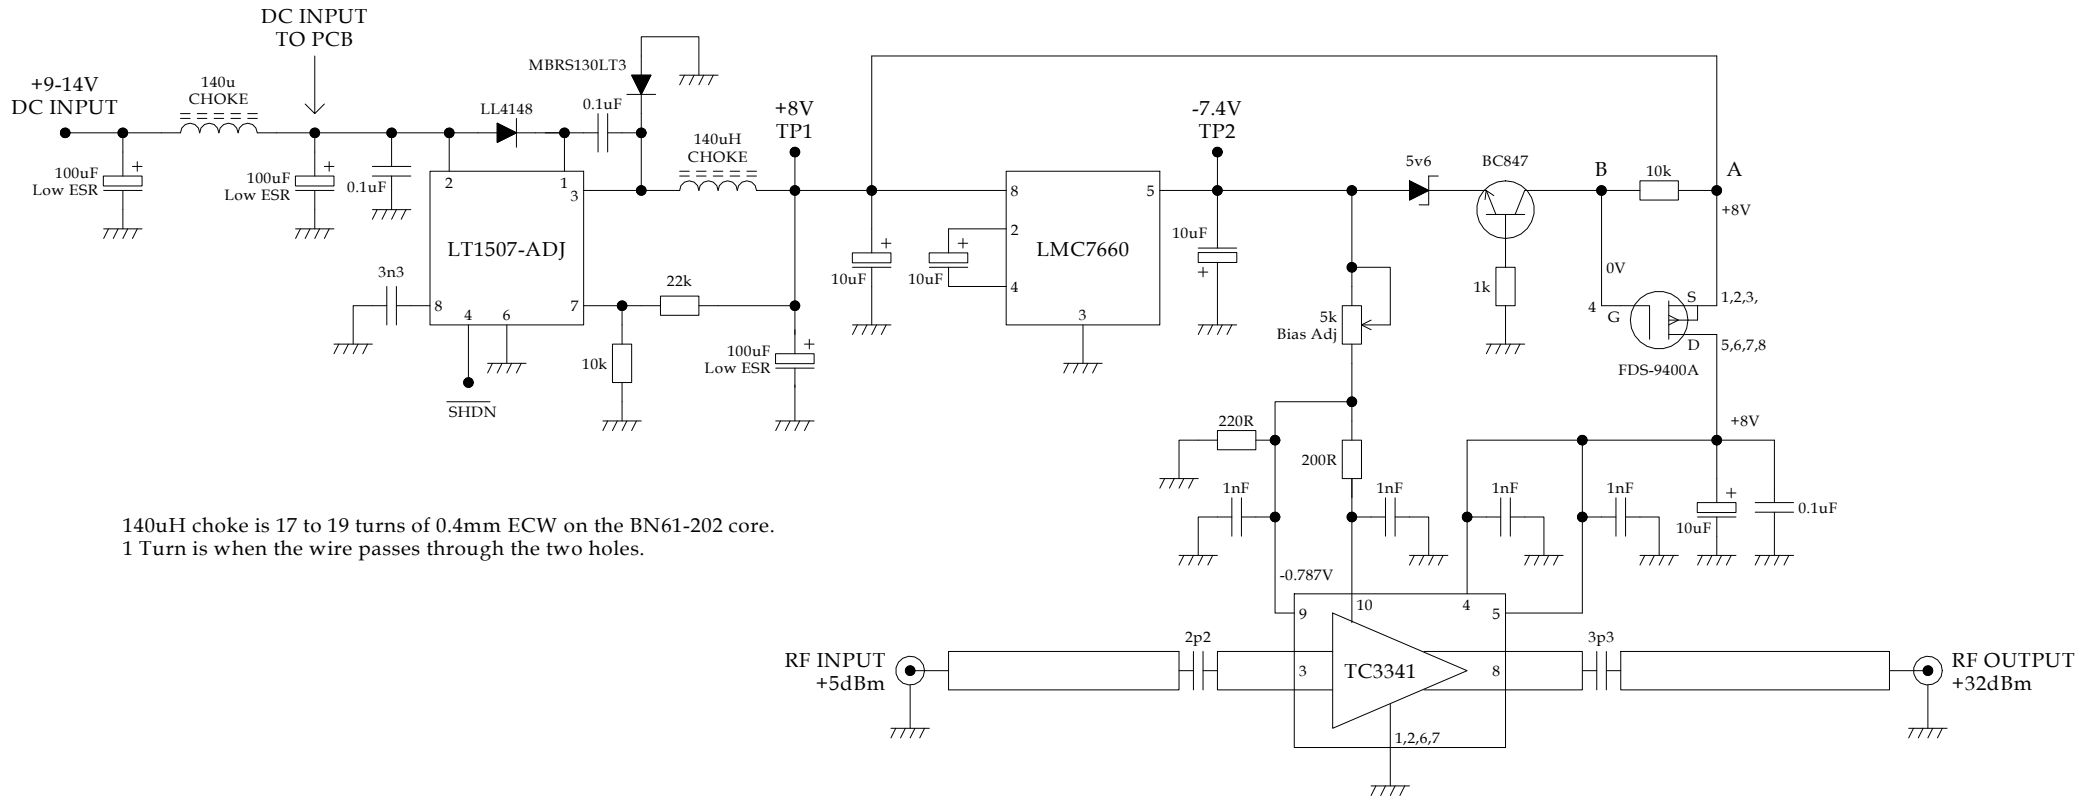 DC INPUT
TO PCB
+9-14V
DC INPUT
140u
CHOKE
100uF
Low ESR
+
100uF
Low ESR
+
0.1uF
LL4148
MBRS130LT3
0.1uF
2
1
3
LT1507-ADJ
8
7
4
6
3n3
SHDN
10k
22k
140uH
CHOKE
+8V
TP1
100uF
Low ESR
+
10uF
+
10uF
+
8
2
4
5
3
LMC7660
-7.4V
TP2
10uF
+
5v6
BC847
1k
B
10k
A
+8V
0V
4
G
S
D
1,2,3,
5,6,7,8
FDS-9400A
5k
Bias Adj
220R
200R
1nF
1nF
1nF
1nF
+8V
+
10uF
0.1uF
-0.787V
9
10
4
5
3
8
TC3341
1,2,6,7
2p2
3p3
RF INPUT
+5dBm
RF OUTPUT
+32dBm
140uH choke is 17 to 19 turns of 0.4mm ECW on the BN61-202 core.
1 Turn is when the wire passes through the two holes.